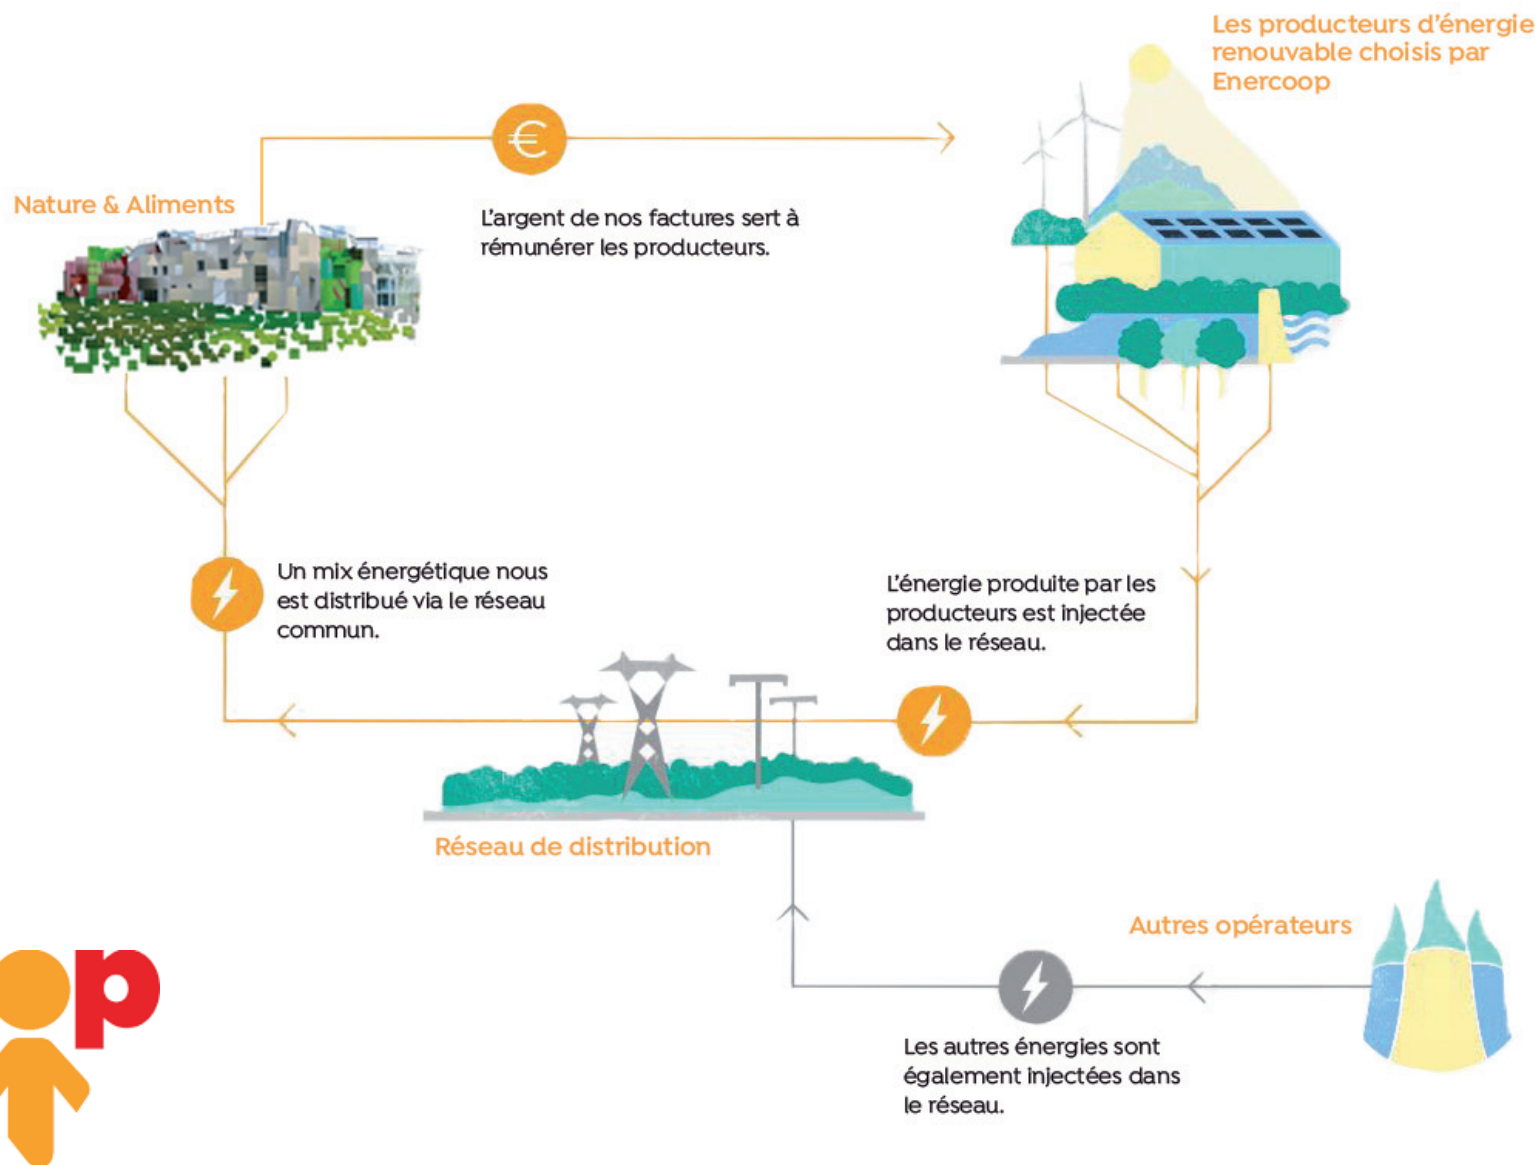 Les producteurs d'énergie
renouvable choisis par
Enercoop
€
Nature & Aliments
L'argent de nos factures sert à
rémunérer les producteurs.
Un mix énergétique nous
est distribué via le réseau
commun.
L'énergie produite par les
producteurs est injectée
dans le réseau.
Réseau de distribution
Autres opérateurs
Les autres énergies sont
également injectées dans
le réseau.
p